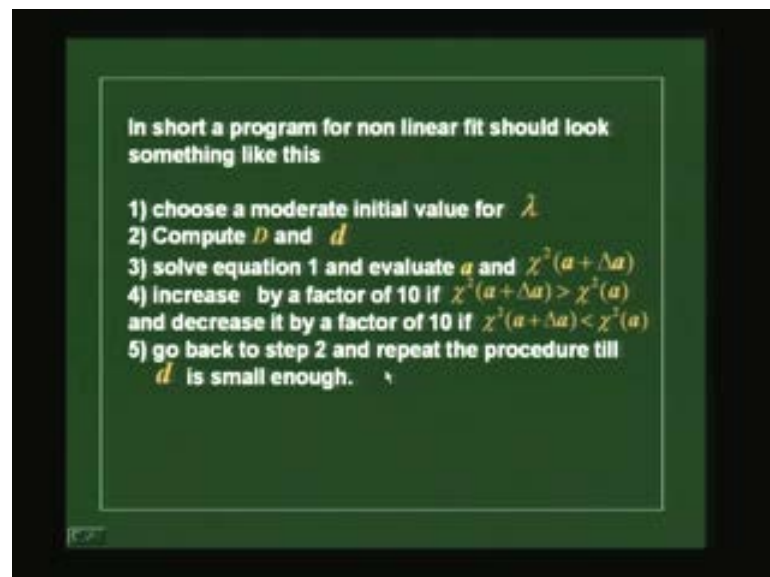 In short a program for non linear fit should look
something like this
1) choose a moderate initial value for λ
2) Compute D and d
3) solve equation 1 and evaluate a and χ²(a+Δa)
4) increase by a factor of 10 if χ²(a+Δa) > χ²(a)
and decrease it by a factor of 10 if χ²(a+Δa) < χ²(a)
5) go back to step 2 and repeat the procedure till
d is small enough.